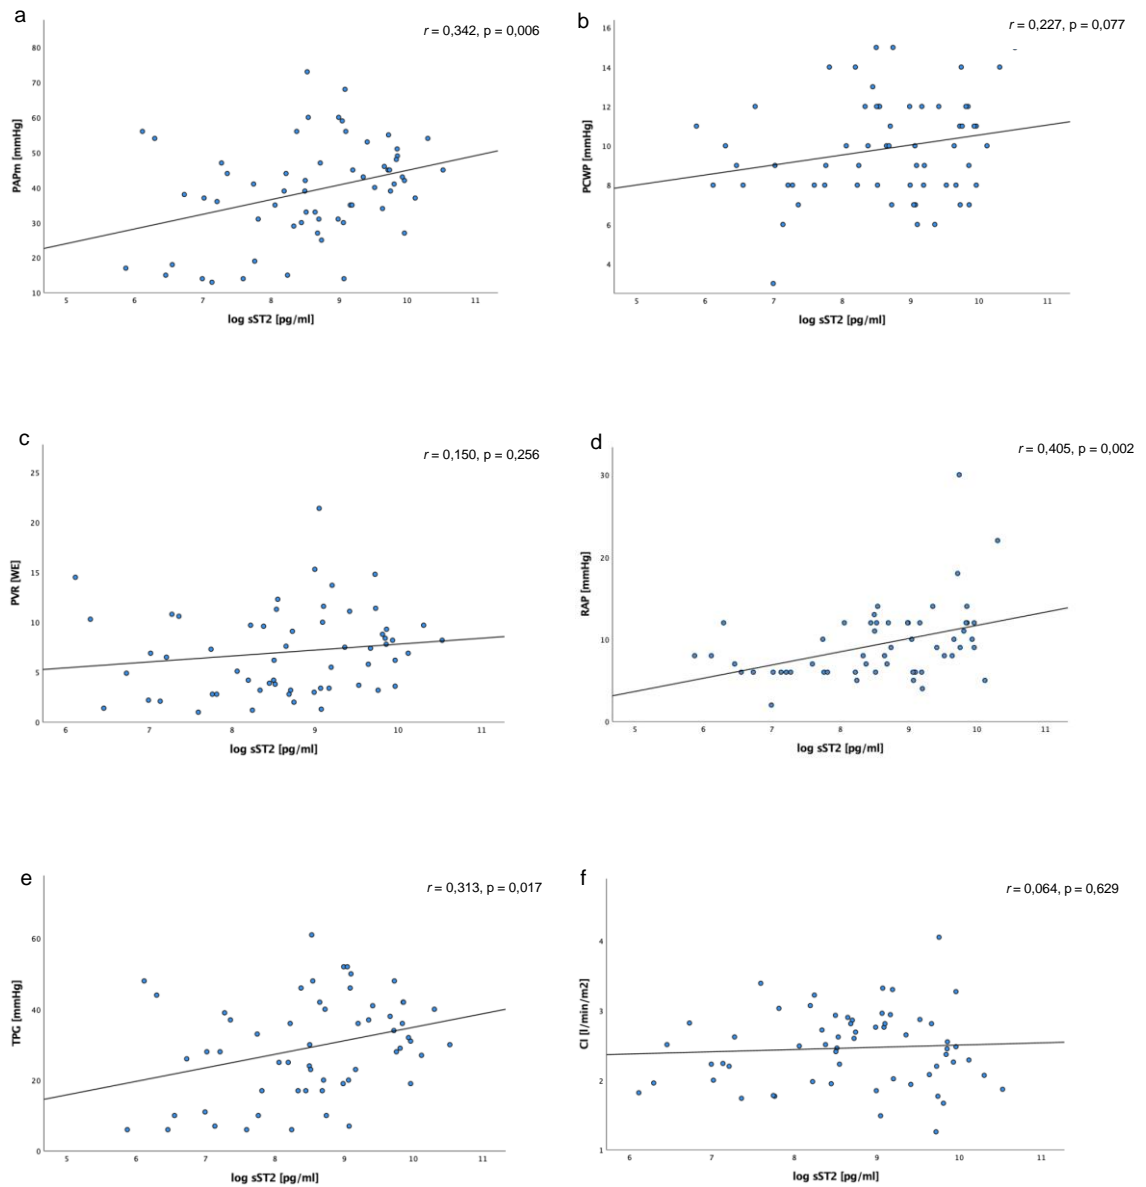 a
r = 0,342, p = 0,006
80
70
60
50
40
30
20
10
PAPm [mmHg]
5 6 7 8 9 10 11
log sST2 [pg/ml]
b
r = 0,227, p = 0,077
16
14
12
10
8
6
4
PCWP [mmHg]
5 6 7 8 9 10 11
log sST2 [pg/ml]
c
r = 0,150, p = 0,256
25
20
15
10
5
0
PVR [WE]
6 7 8 9 10 11
log sST2 [pg/ml]
d
r = 0,405, p = 0,002
30
20
10
0
RAP [mmHg]
5 6 7 8 9 10 11
log sST2 [pg/ml]
e
r = 0,313, p = 0,017
60
40
20
0
TPG [mmHg]
5 6 7 8 9 10 11
log sST2 [pg/ml]
f
r = 0,064, p = 0,629
4
3
2
1
CI [l/min/m2]
6 7 8 9 10 11
log sST2 [pg/ml]